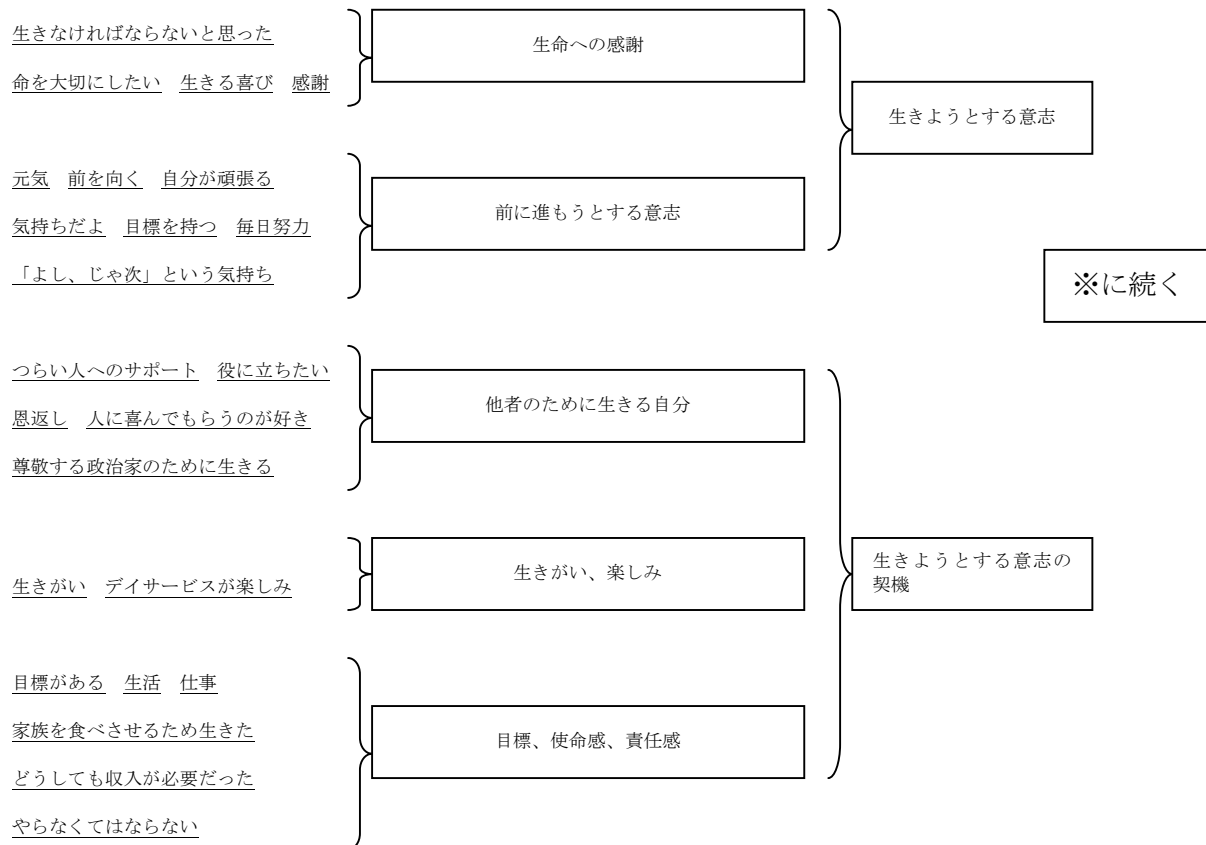 生きなければならないと思った
命を大切にしたい　生きる喜び　感謝
生命への感謝
元気　前を向く　自分が頑張る
気持ちだよ　目標を持つ　毎日努力
「よし、じゃ次」という気持ち
前に進もうとする意志
生きようとする意志
※に続く
つらい人へのサポート　役に立ちたい
恩返し　人に喜んでもらうのが好き
尊敬する政治家のために生きる
他者のために生きる自分
生きがい　デイサービスが楽しみ
生きがい、楽しみ
目標がある　生活　仕事
家族を食べさせるため生きた
どうしても収入が必要だった
やらなくてはならない
目標、使命感、責任感
生きようとする意志の
契機